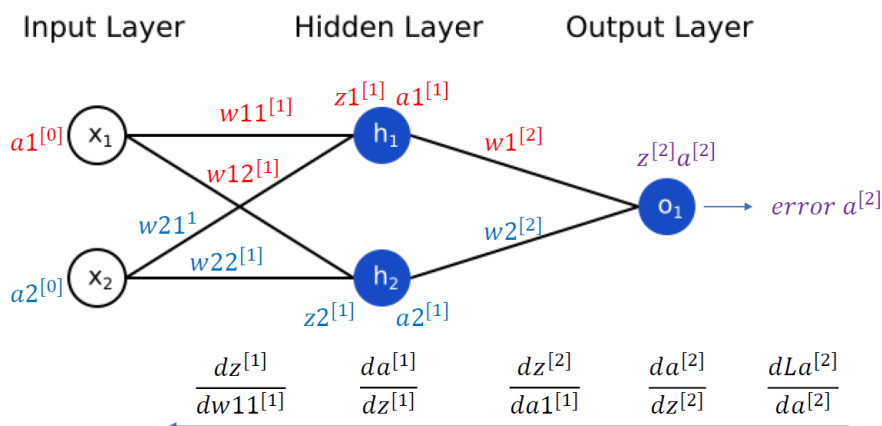 Input Layer Hidden Layer Output Layer
z1^[1] a1^[1]
w11^[1]
a1^[0] x₁ h₁ w1^[2]
w12^[1] z^[2]a^[2]
o₁ error a^[2]
w21^1 w2^[2]
w22^[1]
a2^[0] x₂ h₂
z2^[1] a2^[1]
dz^[1] da^[1] dz^[2] da^[2] dLa^[2]
dw11^[1] dz^[1] da1^[1] dz^[2] da^[2]